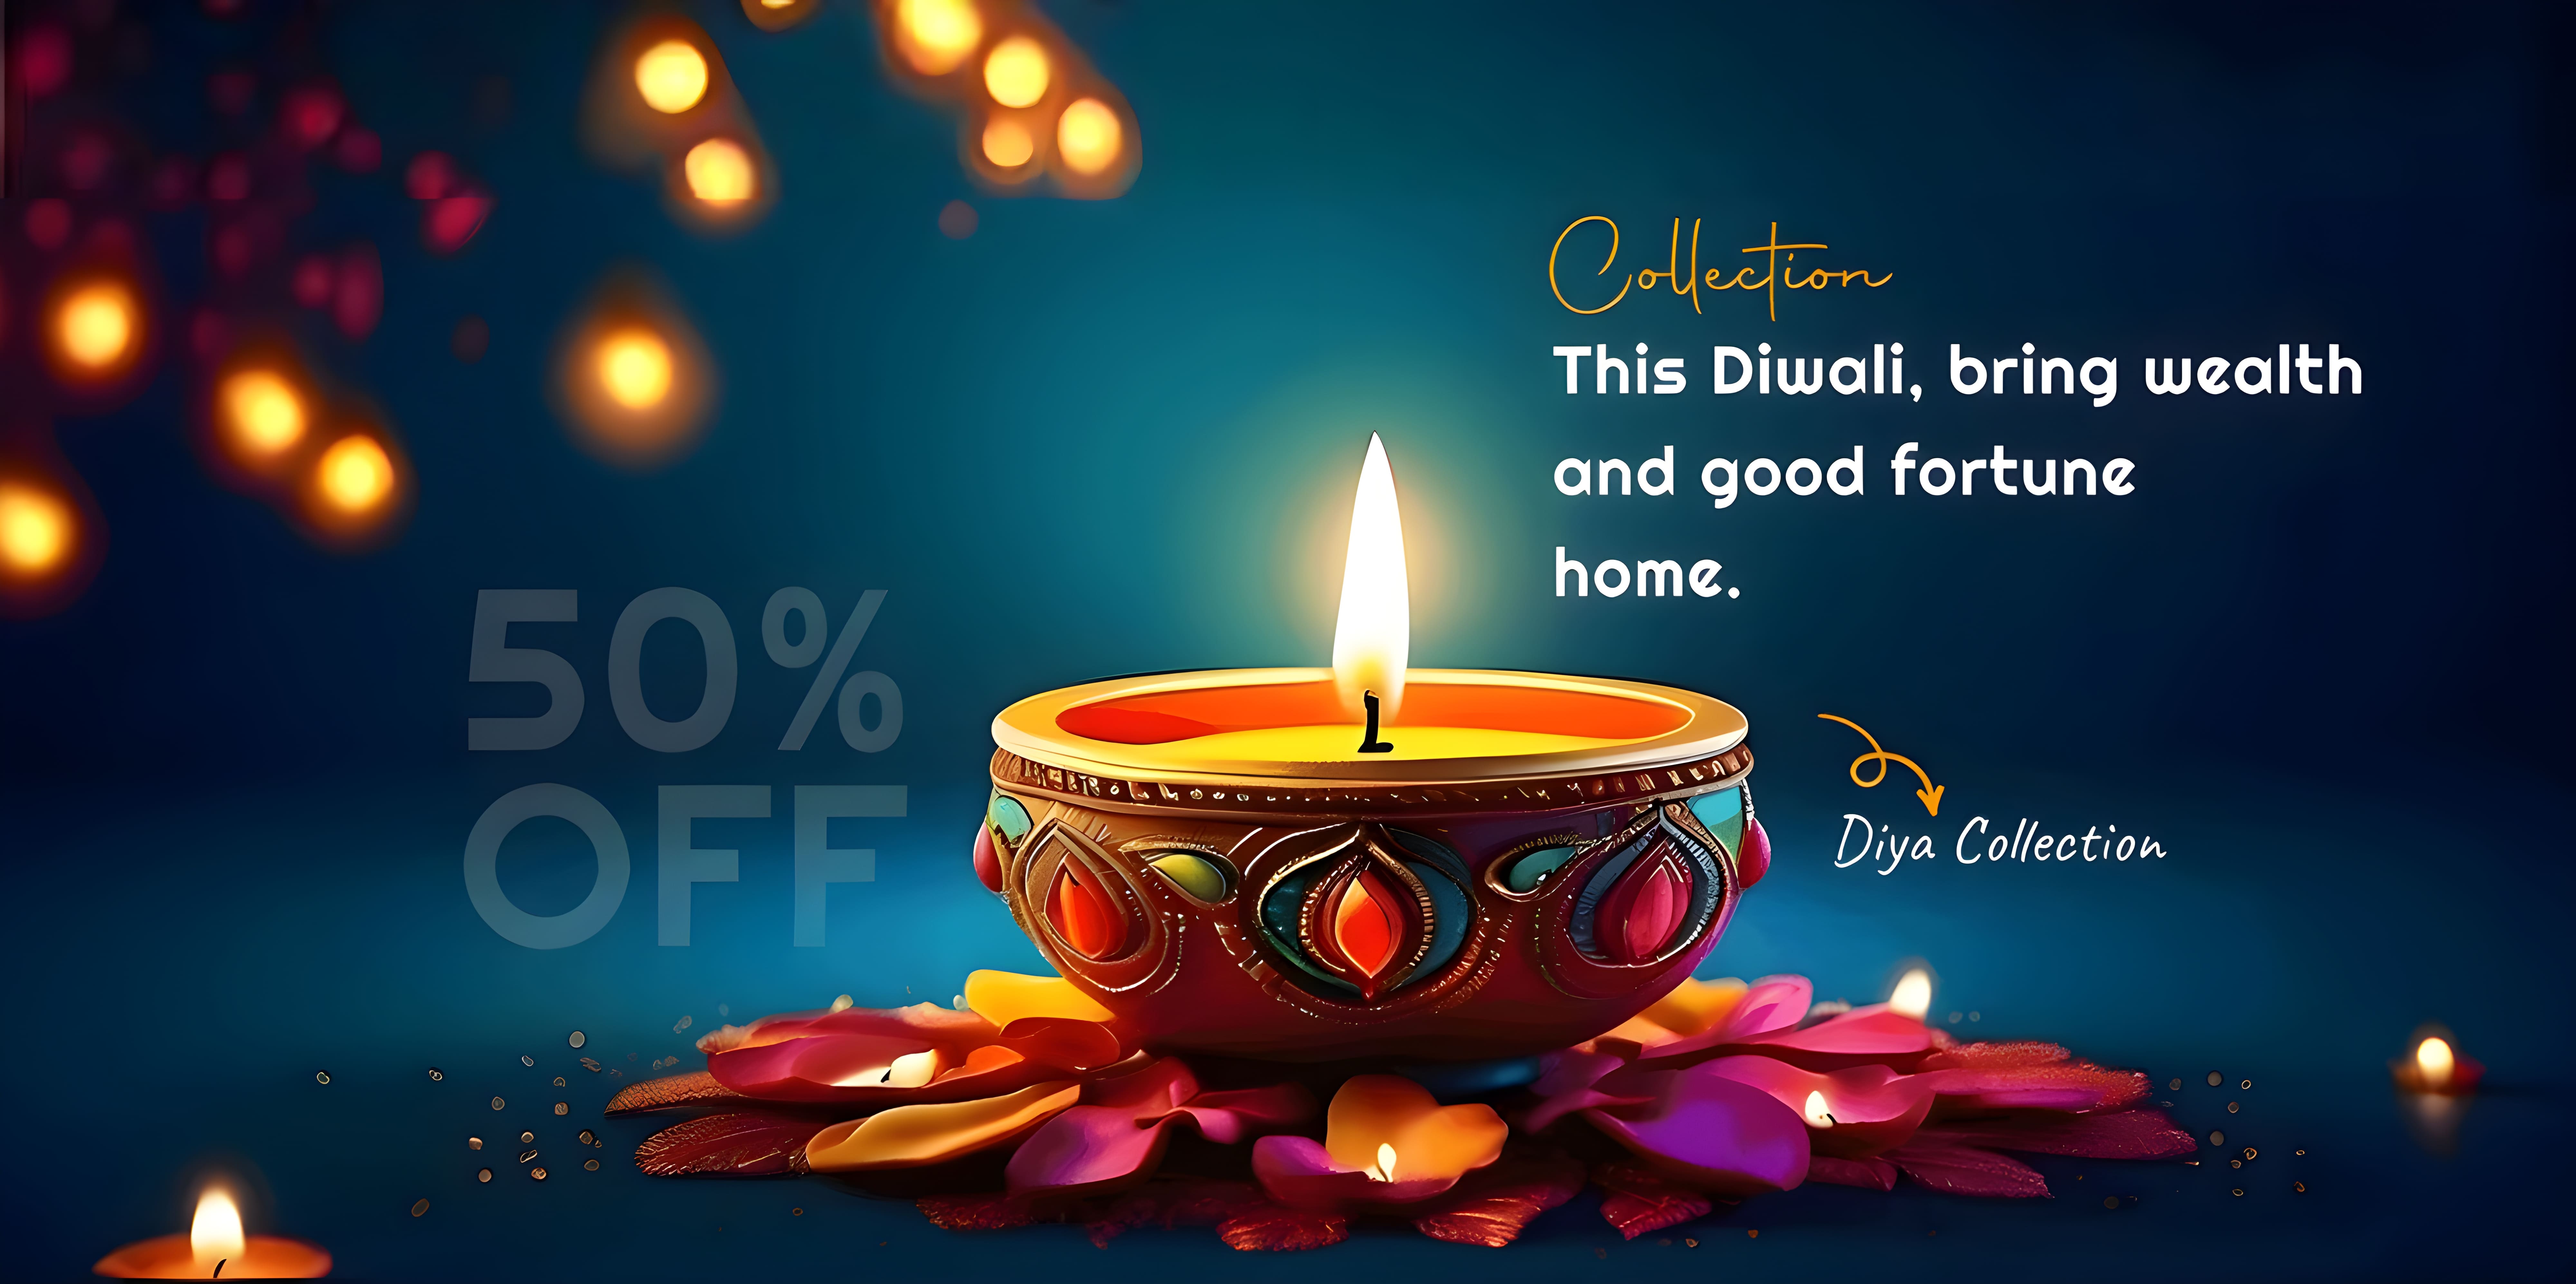 Collection
This Diwali, bring wealth
and good fortune
home.
50%
OFF
Diya Collection